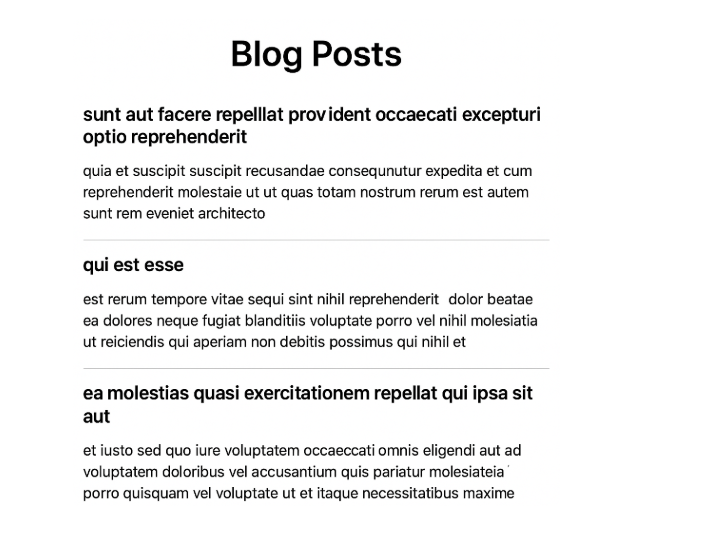 Blog Posts
sunt aut facere repelllat provident occaecati excepturi
optio reprehenderit
quia et suscipit suscipit recusandae consequnutur expedita et cum
reprehenderit molestaie ut ut quas totam nostrum rerum est autem
sunt rem eveniet architecto
qui est esse
est rerum tempore vitae sequi sint nihil reprehenderit dolor beatae
ea dolores neque fugiat blanditiis voluptate porro vel nihil molesiatia
ut reiciendis qui aperiam non debitis possimus qui nihil et
ea molestias quasi exercitationem repellat qui ipsa sit
aut
et iusto sed quo iure voluptatem occaeccati omnis eligendi aut ad
voluptatem doloribus vel accusantium quis pariatur molesiateia
porro quisquam vel voluptate ut et itaque necessitatibus maxime